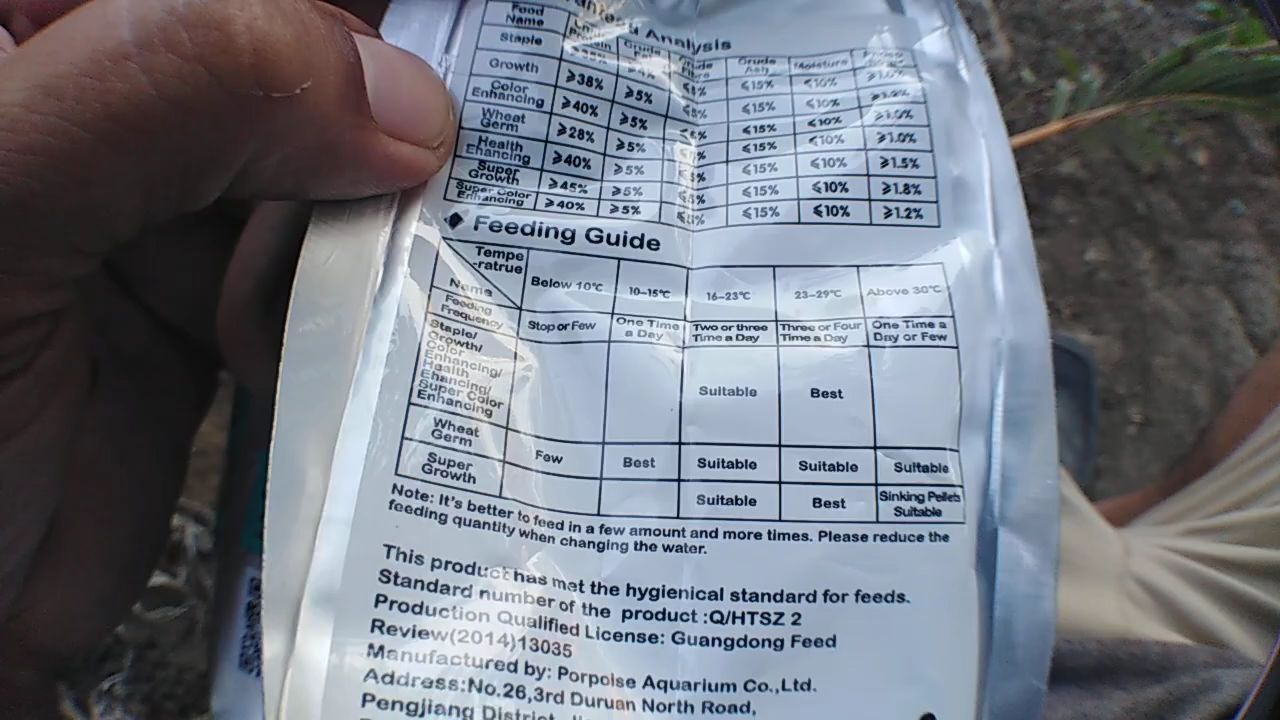 Analysis
Food Name
Crude Ash
Moisture
Staple
Growth ≥38% ≥5% ≤15% ≤10%
Color Enhancing ≥40% ≥5% ≤15% ≤10%
Wheat Germ ≥28% ≥5% ≤15% ≤10% ≥1.0%
Health Ehancing ≥40% ≥5% ≤15% ≤10% ≥1.5%
Super Growth ≥45% ≥5% ≤15% ≤10% ≥1.8%
Super Color Enhancing ≥40% ≥5% ≤15% ≤10% ≥1.2%
◆ Feeding Guide
Tempe
-ratrue
Name
Below 10℃ 10–15℃ 16–23℃ 23–29℃ Above 30℃
Feeding Frequency
Stop or Few
One Time a Day
Two or three Time a Day
Three or Four Time a Day
One Time a Day or Few
Staple/
Growth/
Color
Enhancing/
Health
Ehancing/
Super Color
Enhancing
Suitable Best
Wheat Germ
Few Best Suitable Suitable Sultable
Super Growth
Suitable Best
Sinking Pellets
Suitable
Note: It's better to feed in a few amount and more times. Please reduce the
feeding quantity when changing the water.
This product has met the hygienical standard for feeds.
Standard number of the product :Q/HTSZ 2
Production Qualified License: Guangdong Feed
Review(2014)13035
Manufactured by: Porpoise Aquarium Co.,Ltd.
Address:No.26,3rd Duruan North Road,
Pengjiang District,